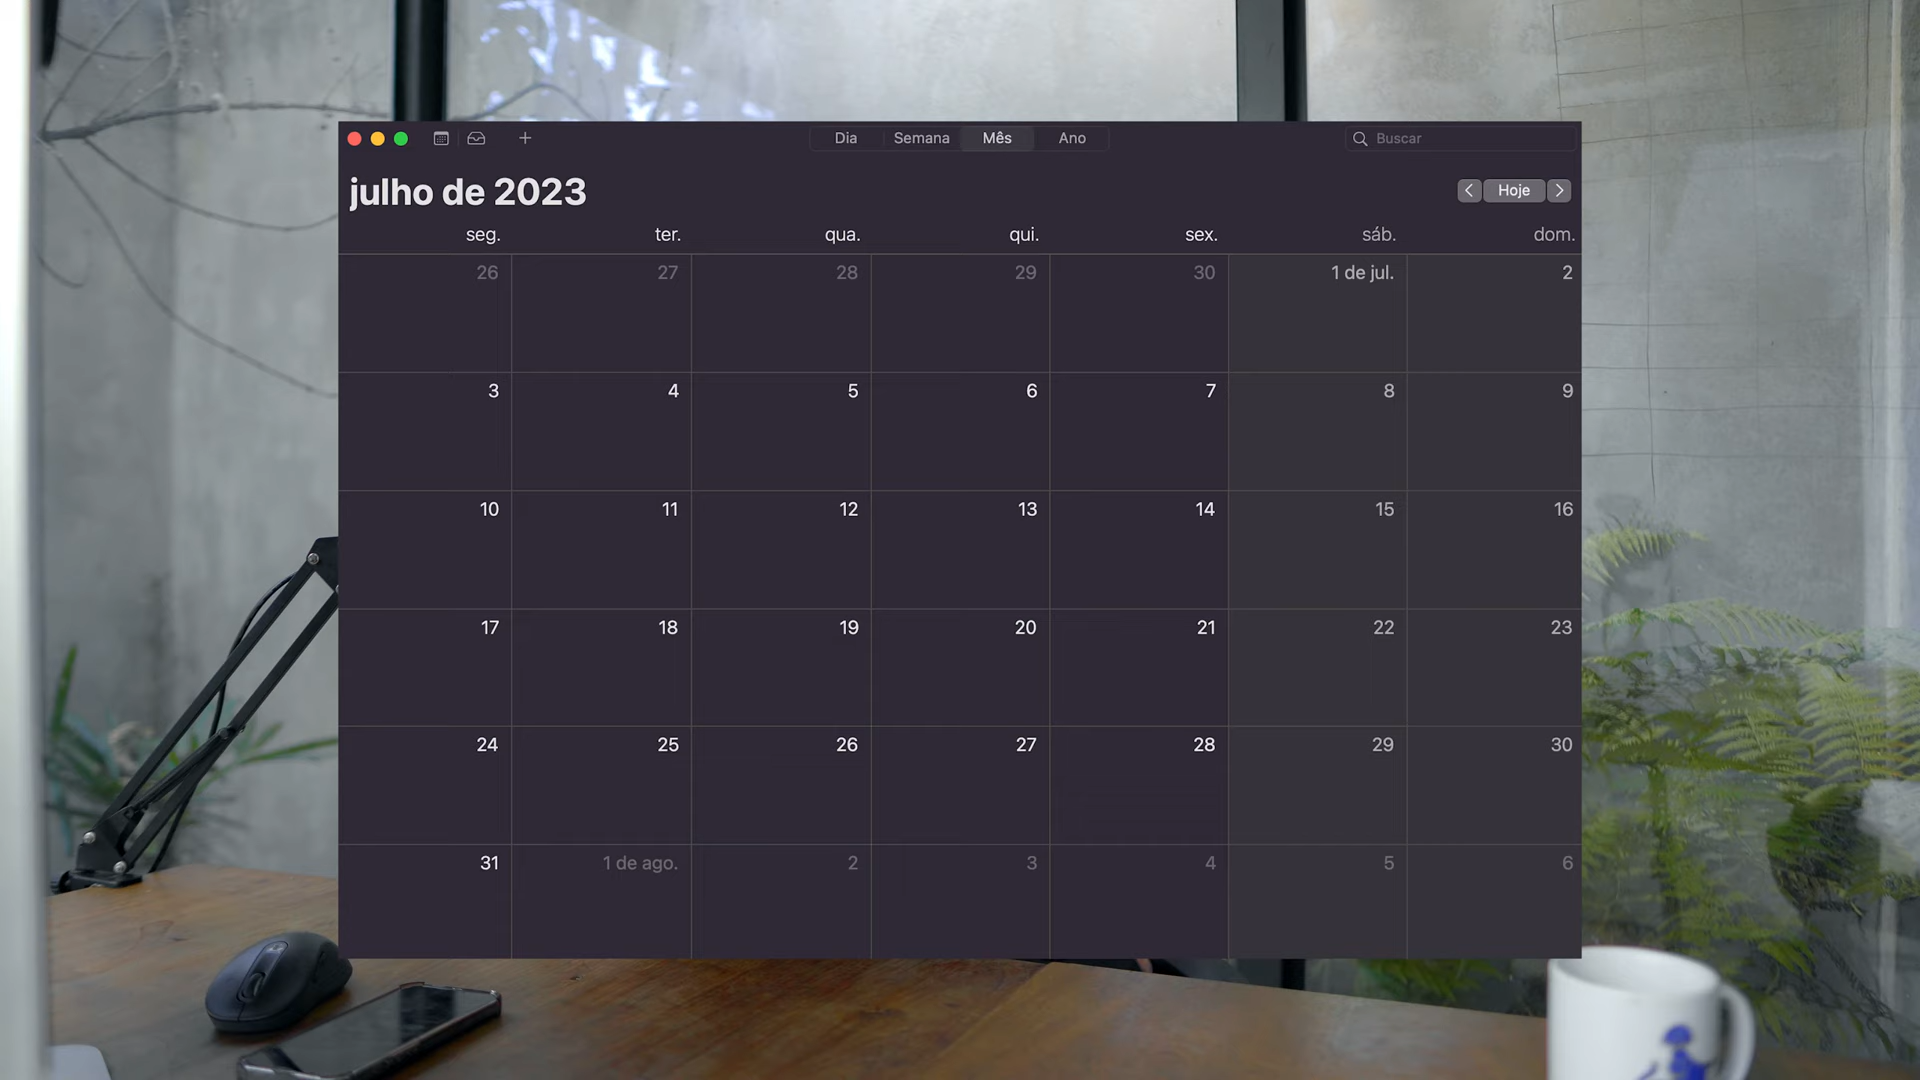 Dia Semana Mês Ano Buscar
julho de 2023 Hoje
seg. ter. qua. qui. sex. sáb. dom.
26 27 28 29 30 1 de jul. 2
3 4 5 6 7 8 9
10 11 12 13 14 15 16
17 18 19 20 21 22 23
24 25 26 27 28 29 30
31 1 de ago. 2 3 4 5 6